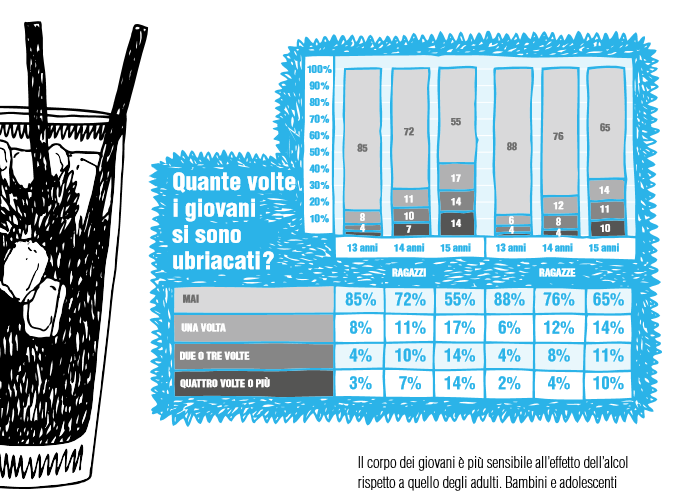 Quante volte
i giovani
si sono
ubriacati?
100%
90%
80%
70%
60%
50%
40%
30%
20%
10%
85 72 55 88 76 65
8 11 17 6 12 14
4 10 14 4 8 11
7 14 4 10
13 anni 14 anni 15 anni 13 anni 14 anni 15 anni
RAGAZZI RAGAZZE
MAI 85% 72% 55% 88% 76% 65%
UNA VOLTA 8% 11% 17% 6% 12% 14%
DUE O TRE VOLTE 4% 10% 14% 4% 8% 11%
QUATTRO VOLTE O PIÙ 3% 7% 14% 2% 4% 10%
Il corpo dei giovani è più sensibile all'effetto dell'alcol
rispetto a quello degli adulti. Bambini e adolescenti